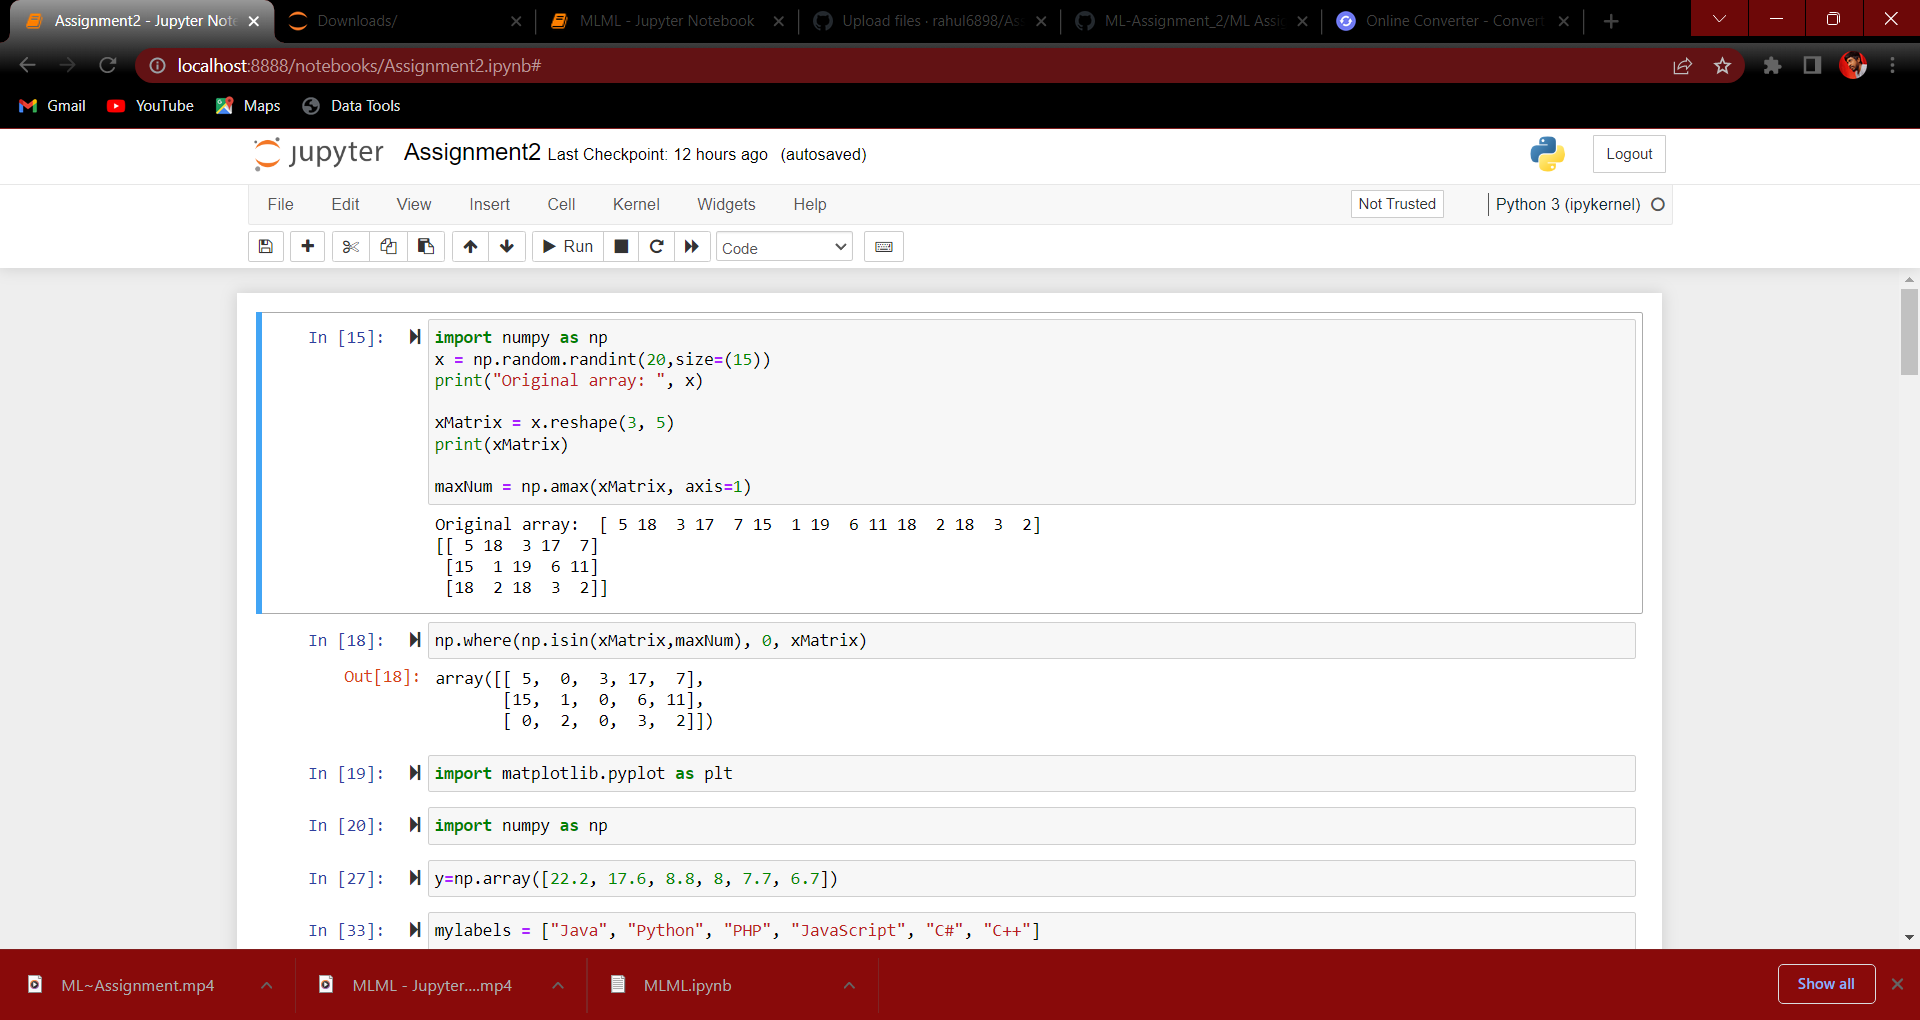 Assignment2 - Jupyter Note
Downloads/
MLML - Jupyter Notebook
Upload files · rahul6898/As
ML-Assignment_2/ML Assi
Online Converter - Convert
localhost:8888/notebooks/Assignment2.ipynb#
Gmail
YouTube
Maps
Data Tools
jupyter
Assignment2 Last Checkpoint: 12 hours ago (autosaved)
Logout
File Edit View Insert Cell Kernel Widgets Help
Not Trusted
Python 3 (ipykernel)
Run
Code
In [15]:
import numpy as np
x = np.random.randint(20,size=(15))
print("Original array: ", x)
xMatrix = x.reshape(3, 5)
print(xMatrix)
maxNum = np.amax(xMatrix, axis=1)
Original array:  [ 5 18  3 17  7 15  1 19  6 11 18  2 18  3  2]
[[ 5 18  3 17  7]
 [15  1 19  6 11]
 [18  2 18  3  2]]
In [18]:
np.where(np.isin(xMatrix,maxNum), 0, xMatrix)
Out[18]:
array([[ 5,  0,  3, 17,  7],
       [15,  1,  0,  6, 11],
       [ 0,  2,  0,  3,  2]])
In [19]:
import matplotlib.pyplot as plt
In [20]:
import numpy as np
In [27]:
y=np.array([22.2, 17.6, 8.8, 8, 7.7, 6.7])
In [33]:
mylabels = ["Java", "Python", "PHP", "JavaScript", "C#", "C++"]
ML~Assignment.mp4
MLML - Jupyter....mp4
MLML.ipynb
Show all